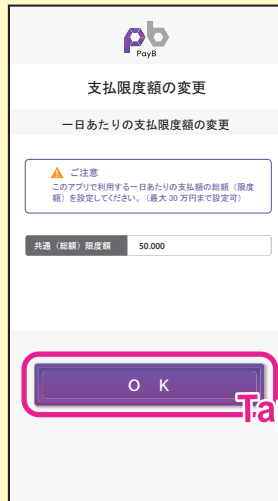 pb
PayB
支払限度額の変更
一日あたりの支払限度額の変更
ご注意
このアプリで利用する一日あたりの支払額の総額（限度
額）を設定してください。（最大 30 万円まで設定可）
共通（総額）限度額 50.000
O K
Ta